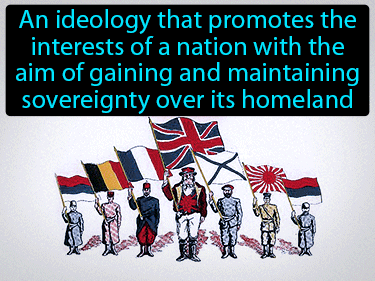 An ideology that promotes the
interests of a nation with the
aim of gaining and maintaining
sovereignty over its homeland